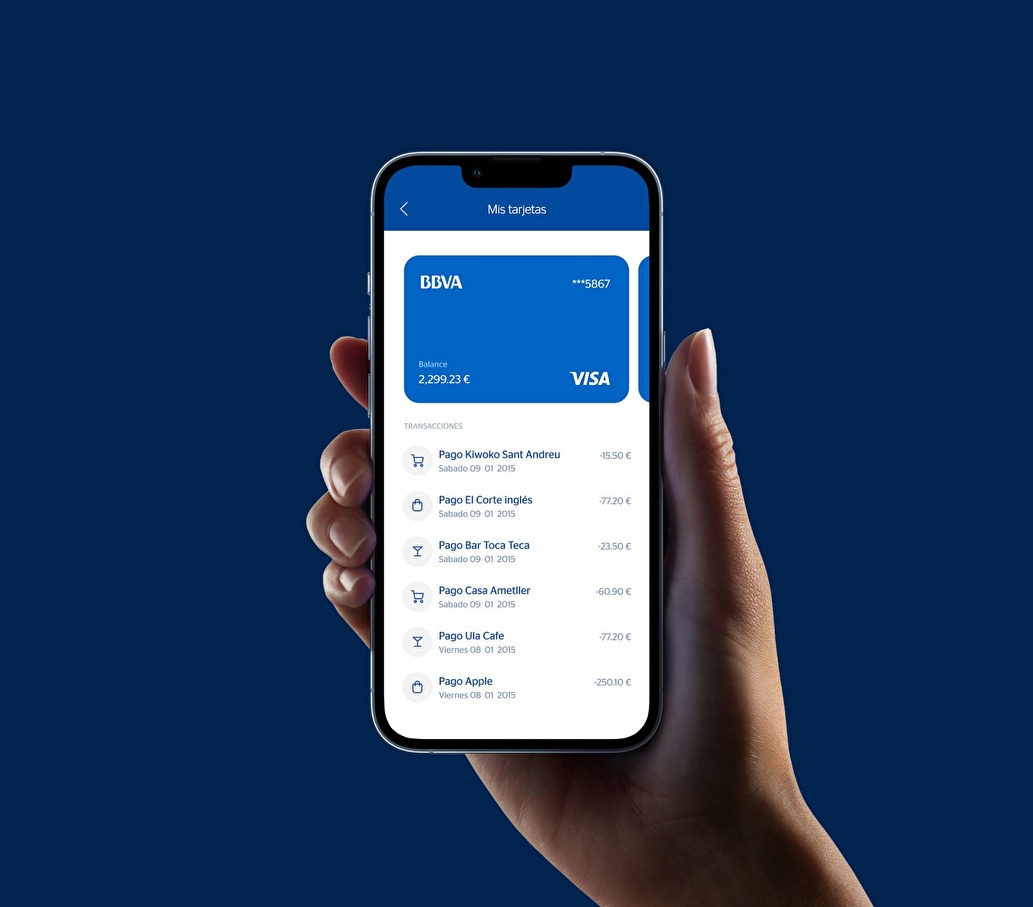 Mis tarjetas
BBVA
***5867
Balance
2,299.23 €
VISA
TRANSACCIONES
Pago Kiwoko Sant Andreu
-15.50 €
Sabado 09 01 2015
Pago El Corte inglés
-77.20 €
Sabado 09 01 2015
Pago Bar Toca Teca
-23.50 €
Sabado 09 01 2015
Pago Casa Ametller
-60.90 €
Sabado 09 01 2015
Pago Ula Cafe
-77.20 €
Viernes 08 01 2015
Pago Apple
-250.10 €
Viernes 08 01 2015